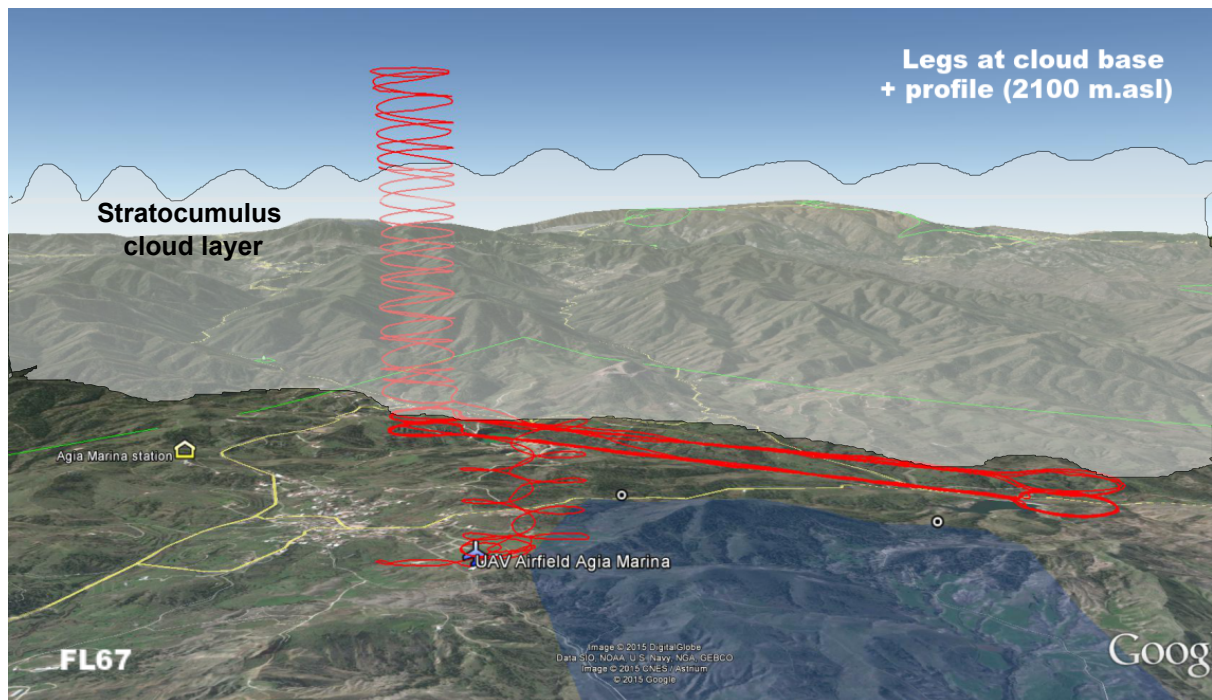 Legs at cloud base
+ profile (2100 m.asl)
Stratocumulus
cloud layer
Agia Marina station
UAV Airfield Agia Marina
FL67
Image © 2015 DigitalGlobe
Data SIO, NOAA, U.S. Navy, NGA, GEBCO
Image © 2015 CNES / Astrium
© 2015 Google
Goog